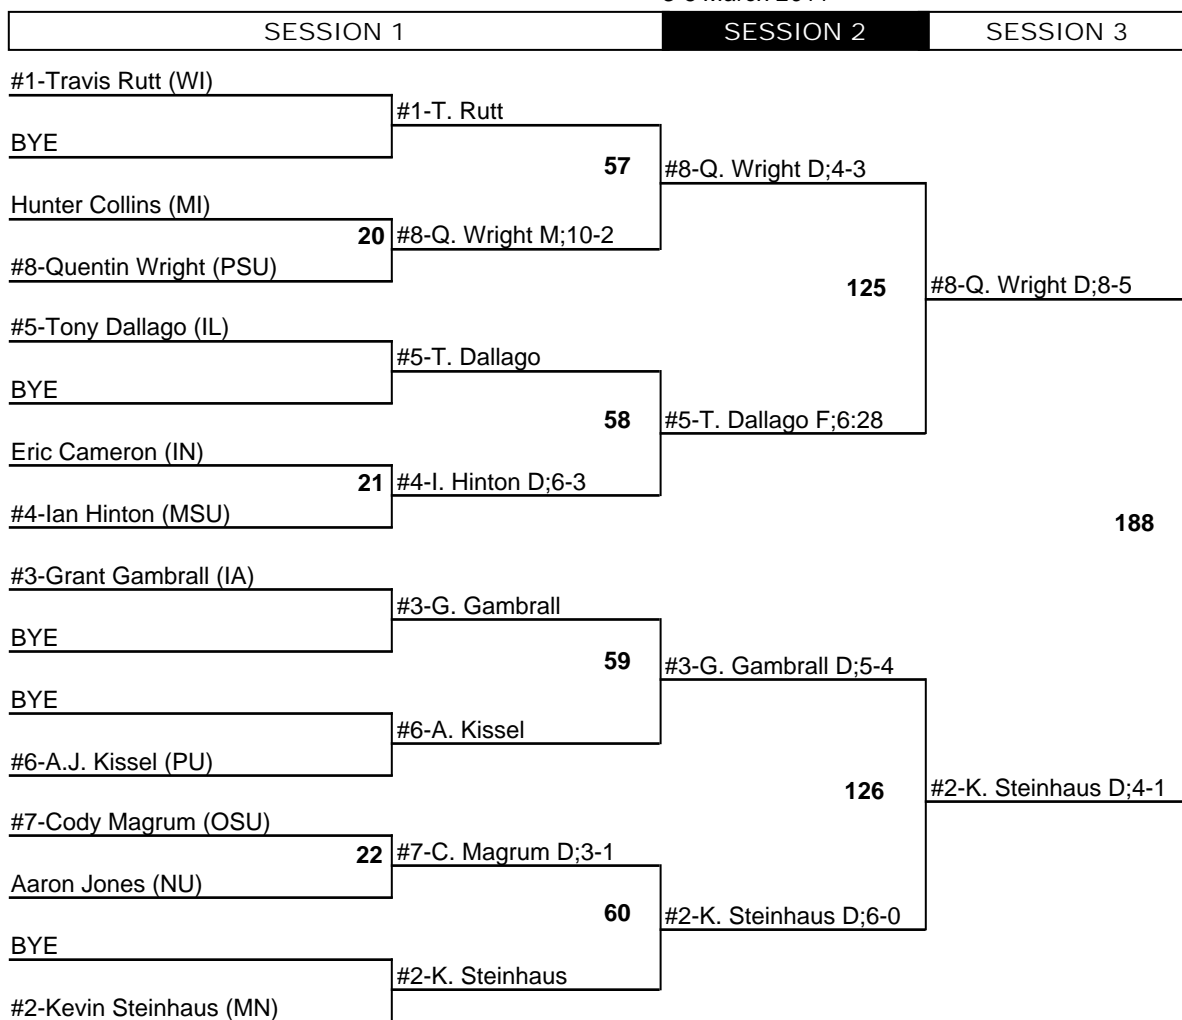 SESSION 1 SESSION 2 SESSION 3
#1-Travis Rutt (WI)
#1-T. Rutt
BYE
57 #8-Q. Wright D;4-3
Hunter Collins (MI)
20 #8-Q. Wright M;10-2
#8-Quentin Wright (PSU)
125 #8-Q. Wright D;8-5
#5-Tony Dallago (IL)
#5-T. Dallago
BYE
58 #5-T. Dallago F;6:28
Eric Cameron (IN)
21 #4-I. Hinton D;6-3
#4-Ian Hinton (MSU)
188
#3-Grant Gambrall (IA)
#3-G. Gambrall
BYE
59 #3-G. Gambrall D;5-4
BYE
#6-A. Kissel
#6-A.J. Kissel (PU)
126 #2-K. Steinhaus D;4-1
#7-Cody Magrum (OSU)
22 #7-C. Magrum D;3-1
Aaron Jones (NU)
60 #2-K. Steinhaus D;6-0
BYE
#2-K. Steinhaus
#2-Kevin Steinhaus (MN)